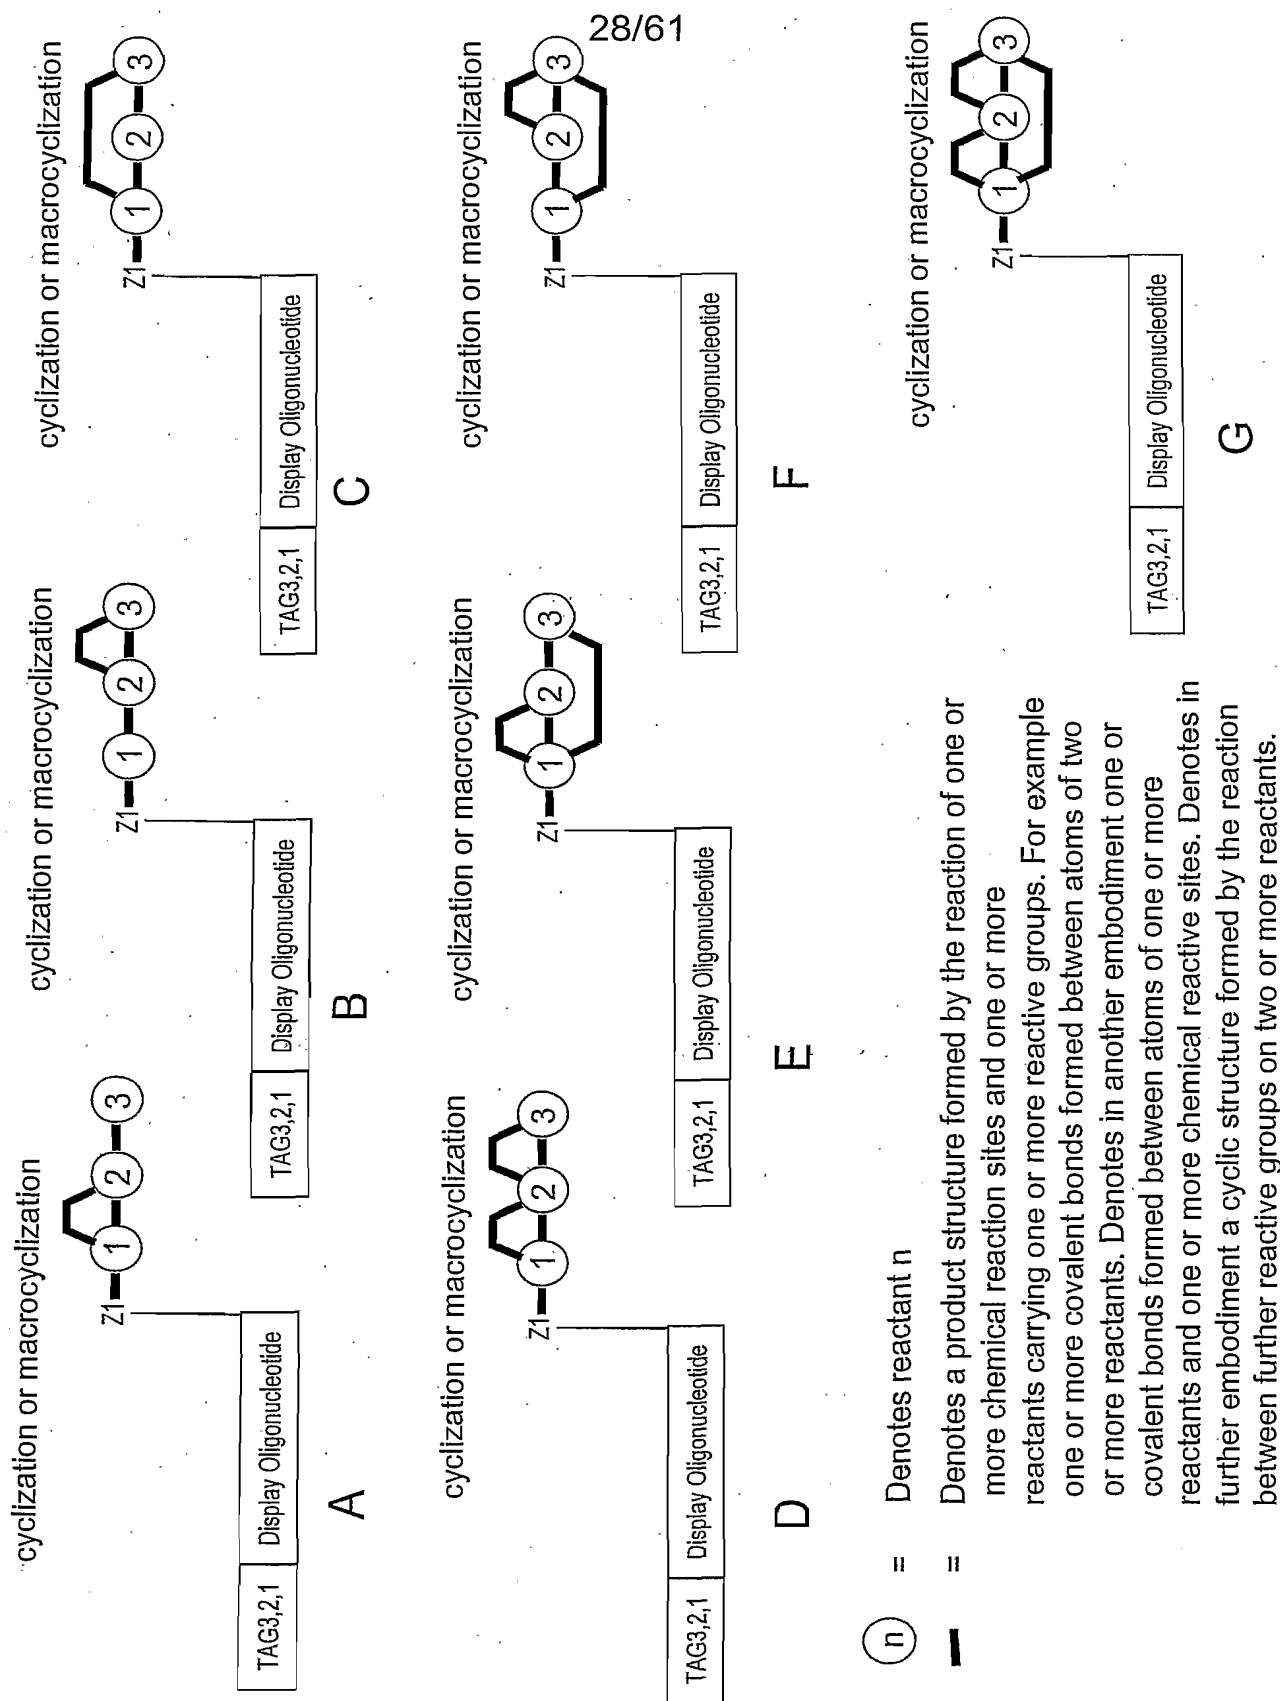 28/61
cyclization or macrocyclization
1 2 3
Z1
TAG3,2,1 Display Oligonucleotide
A
cyclization or macrocyclization
1 2 3
Z1
TAG3,2,1 Display Oligonucleotide
B
cyclization or macrocyclization
1 2 3
Z1
TAG3,2,1 Display Oligonucleotide
C
cyclization or macrocyclization
1 2 3
Z1
TAG3,2,1 Display Oligonucleotide
D
cyclization or macrocyclization
1 2 3
Z1
TAG3,2,1 Display Oligonucleotide
E
cyclization or macrocyclization
1 2 3
Z1
TAG3,2,1 Display Oligonucleotide
F
cyclization or macrocyclization
1 2 3
Z1
TAG3,2,1 Display Oligonucleotide
G
n = Denotes reactant n
= Denotes a product structure formed by the reaction of one or
more chemical reaction sites and one or more
reactants carrying one or more reactive groups. For example
one or more covalent bonds formed between atoms of two
or more reactants. Denotes in another embodiment one or
covalent bonds formed between atoms of one or more
reactants and one or more chemical reactive sites. Denotes in
further embodiment a cyclic structure formed by the reaction
between further reactive groups on two or more reactants.